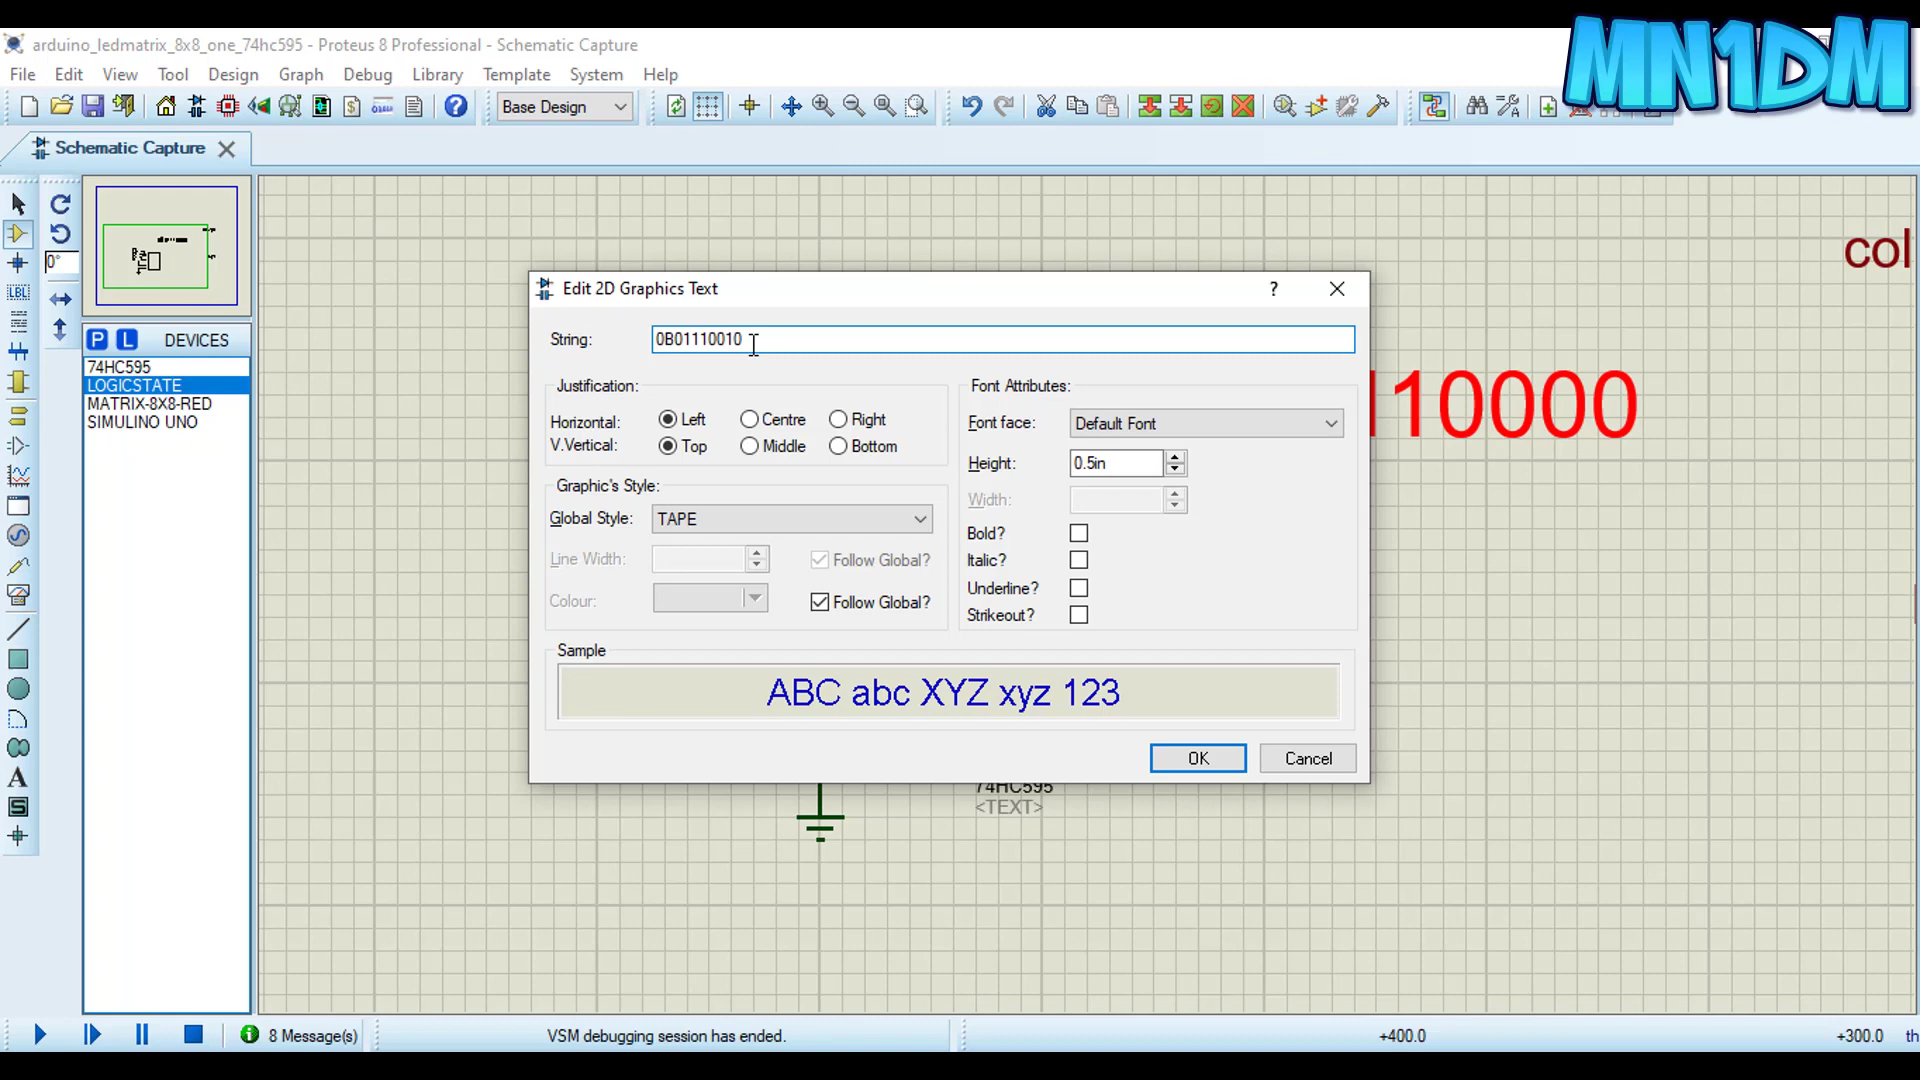 MN1DM
arduino_ledmatrix_8x8_one_74hc595 - Proteus 8 Professional - Schematic Capture
File Edit View Tool Design Graph Debug Library Template System Help
Base Design
Schematic Capture
0°
P L DEVICES
74HC595
LOGICSTATE
MATRIX-8X8-RED
SIMULINO UNO
LBL
A
S
col
110000
Edit 2D Graphics Text
?
String: 0B01110010
Justification:
Horizontal: Left Centre Right
V.Vertical: Top Middle Bottom
Graphic's Style:
Global Style: TAPE
Line Width: Follow Global?
Colour: Follow Global?
Font Attributes:
Font face: Default Font
Height: 0.5in
Width:
Bold?
Italic?
Underline?
Strikeout?
Sample
ABC abc XYZ xyz 123
OK Cancel
74HC595
<TEXT>
8 Message(s) VSM debugging session has ended. +400.0 +300.0 th